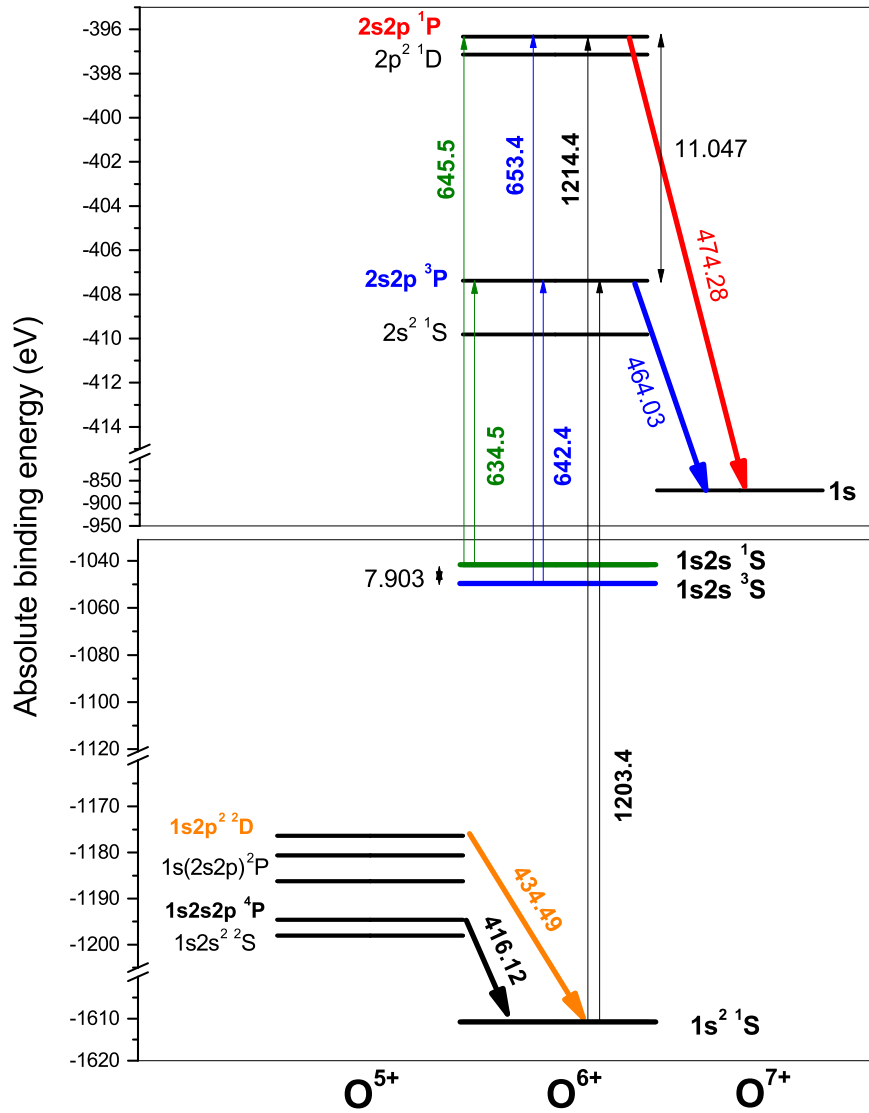 Absolute binding energy (eV)
-396
-398
-400
-402
-404
-406
-408
-410
-412
-414
-850
-900
-950
-1040
-1060
-1080
-1100
-1120
-1170
-1180
-1190
-1200
-1610
-1620
2s2p ¹P
2p² ¹D
645.5
653.4
1214.4
11.047
474.28
2s2p ³P
2s² ¹S
464.03
634.5
642.4
1s
7.903
1s2s ¹S
1s2s ³S
1203.4
1s2p² ²D
1s(2s2p)²P
1s2s2p ⁴P
1s2s² ²S
434.49
416.12
1s² ¹S
O⁵⁺ O⁶⁺ O⁷⁺